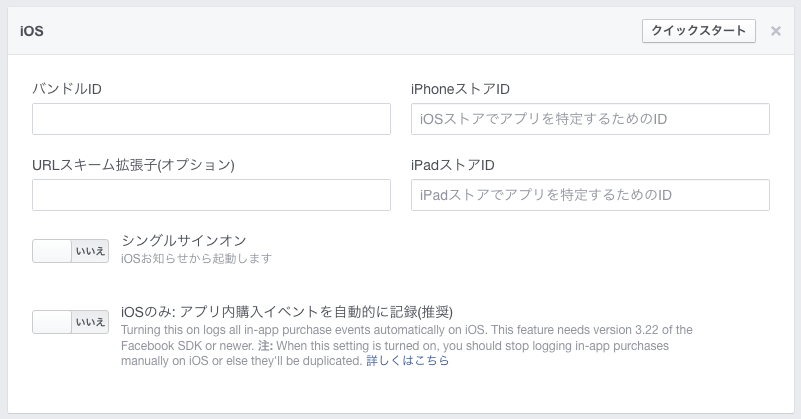 iOS
クイックスタート
×
バンドルID
iPhoneストアID
iOSストアでアプリを特定するためのID
URLスキーム拡張子(オプション)
iPadストアID
iPadストアでアプリを特定するためのID
いいえ
シングルサインオン
iOSお知らせから起動します
いいえ
iOSのみ: アプリ内購入イベントを自動的に記録(推奨)
Turning this on logs all in-app purchase events automatically on iOS. This feature needs version 3.22 of the
Facebook SDK or newer. 注: When this setting is turned on, you should stop logging in-app purchases
manually on iOS or else they'll be duplicated. 詳しくはこちら